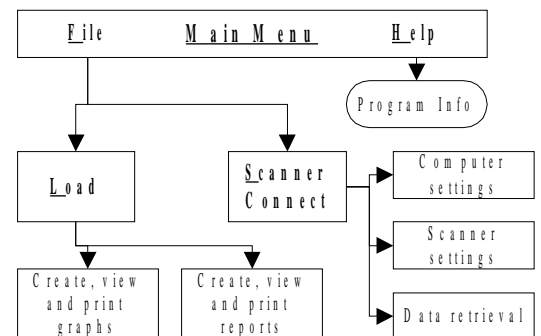 File Main Menu Help
Program Info
Load
Scanner
Connect
Computer
settings
Scanner
settings
Data retrieval
Create, view
and print
graphs
Create, view
and print
reports